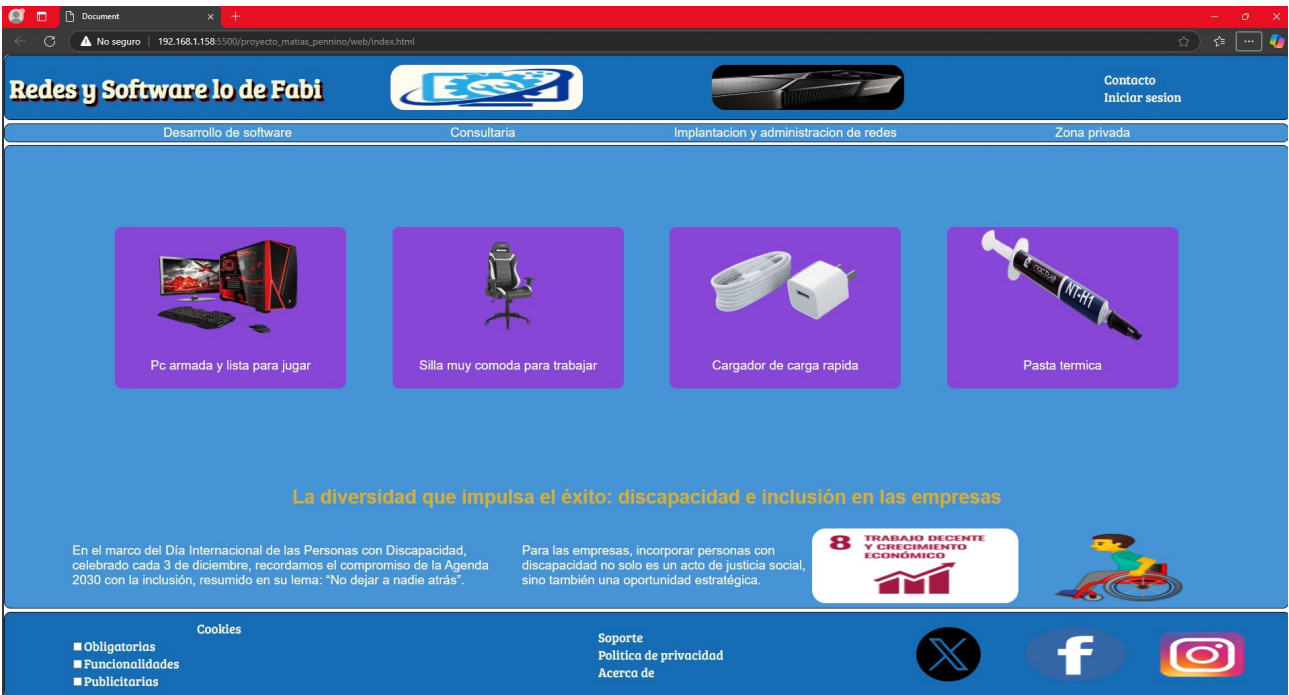 Document
No seguro
192.168.1.158:5500/proyecto_matias_pennino/web/index.html
Redes y Software lo de Fabi
Contacto
Iniciar sesion
Desarrollo de software
Consultaria
Implantacion y administracion de redes
Zona privada
noctua
NT-H1
Pc armada y lista para jugar
Silla muy comoda para trabajar
Cargador de carga rapida
Pasta termica
La diversidad que impulsa el éxito: discapacidad e inclusión en las empresas
En el marco del Día Internacional de las Personas con Discapacidad,
celebrado cada 3 de diciembre, recordamos el compromiso de la Agenda
2030 con la inclusión, resumido en su lema: “No dejar a nadie atrás”.
Para las empresas, incorporar personas con
discapacidad no solo es un acto de justicia social,
sino también una oportunidad estratégica.
8 TRABAJO DECENTE
Y CRECIMIENTO
ECONÓMICO
Cookies
Obligatorias
Funcionalidades
Publicitarias
Soporte
Politica de privacidad
Acerca de